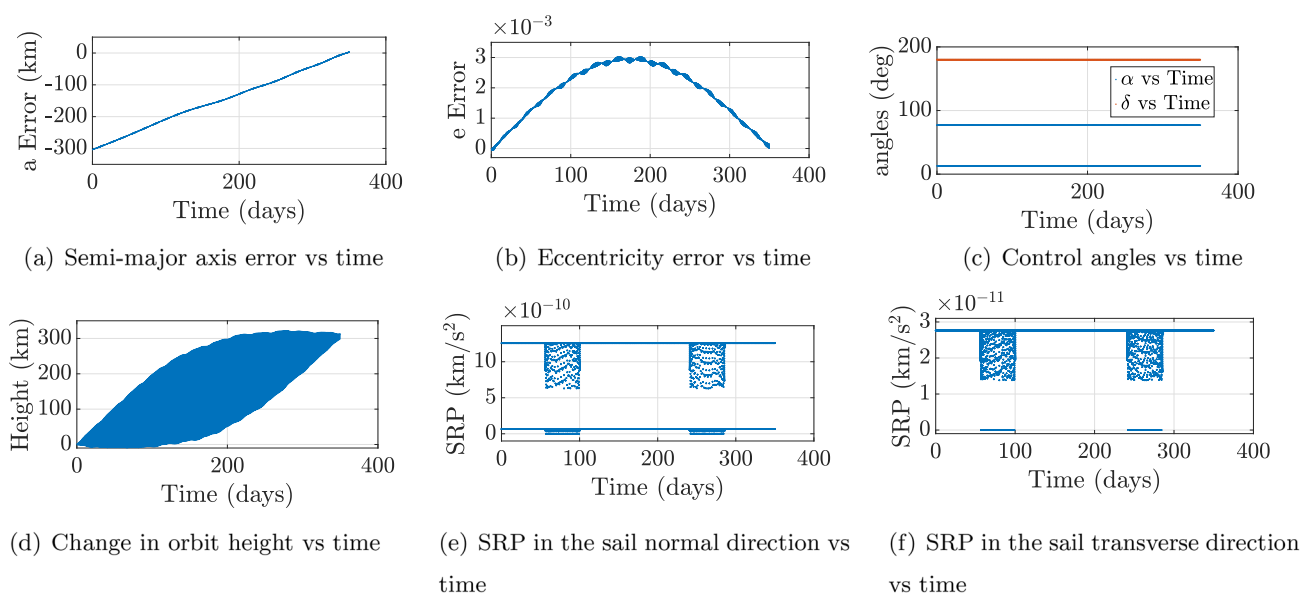 0
-100
-200
-300
a Error (km)
0
200
400
Time (days)
(a) Semi-major axis error vs time
×10⁻³
3
2
1
0
e Error
0
100
200
300
400
Time (days)
(b) Eccentricity error vs time
200
100
0
angles (deg)
α vs Time
δ vs Time
0
200
400
Time (days)
(c) Control angles vs time
300
200
100
0
Height (km)
0
200
400
Time (days)
(d) Change in orbit height vs time
×10⁻¹⁰
10
5
0
SRP (km/s²)
0
100
200
300
400
Time (days)
(e) SRP in the sail normal direction vs
time
×10⁻¹¹
3
2
1
0
SRP (km/s²)
0
100
200
300
400
Time (days)
(f) SRP in the sail transverse direction
vs time